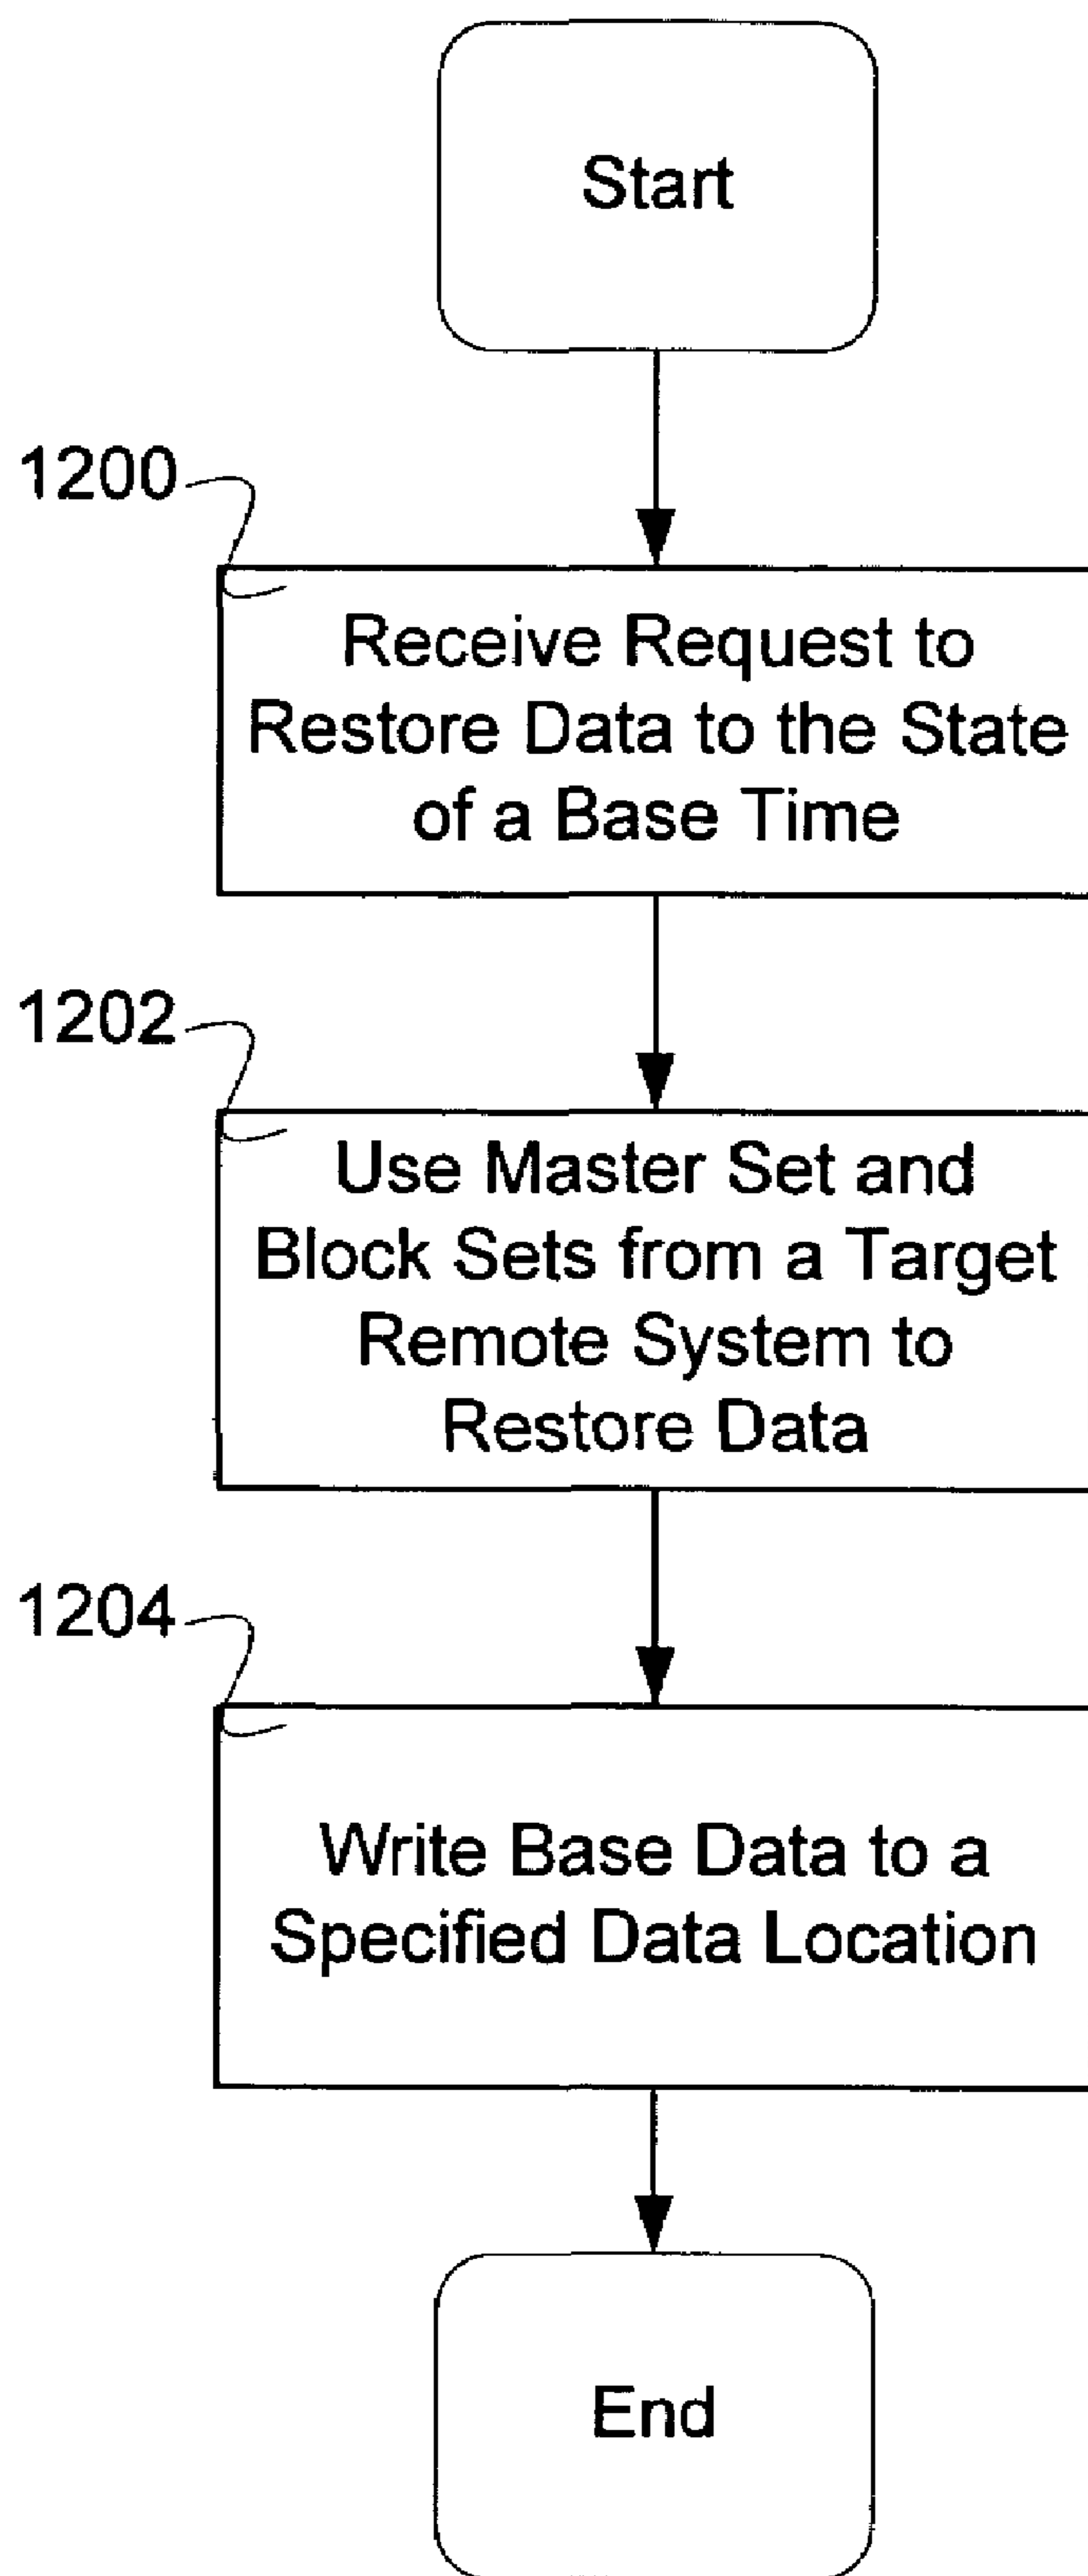 Start
1200
Receive Request to
Restore Data to the State
of a Base Time
1202
Use Master Set and
Block Sets from a Target
Remote System to
Restore Data
1204
Write Base Data to a
Specified Data Location
End